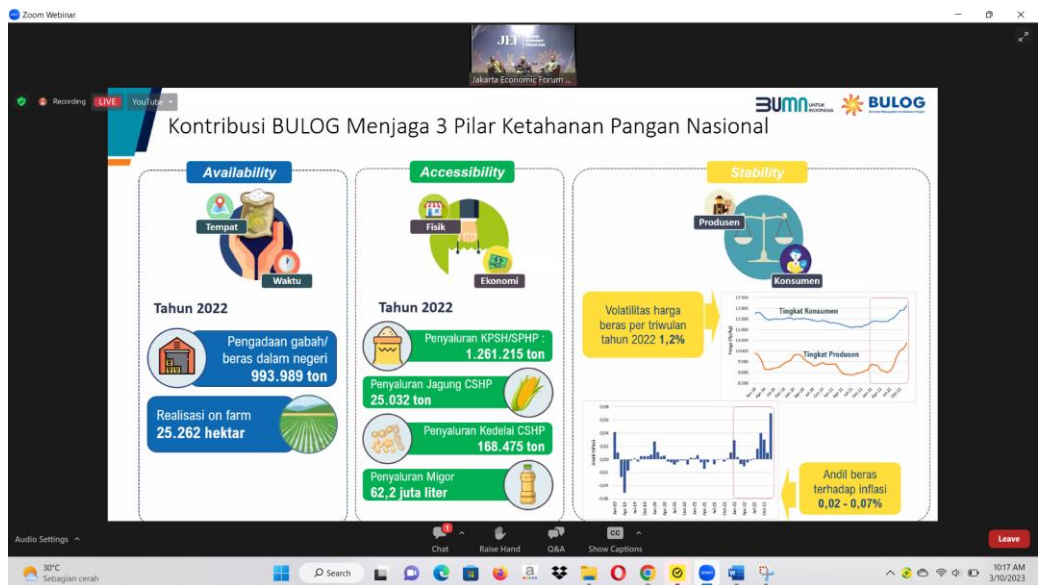 Zoom Webinar
JEF
Jakarta Economic Forum ...
Recording
LIVE
YouTube
BUMN UNTUK INDONESIA
BULOG
Kontribusi BULOG Menjaga 3 Pilar Ketahanan Pangan Nasional
Availability
Tempat
Waktu
Tahun 2022
Pengadaan gabah/
beras dalam negeri
993.989 ton
Realisasi on farm
25.262 hektar
Accessibility
Fisik
Ekonomi
Tahun 2022
Penyaluran KPSH/SPHP :
1.261.215 ton
Penyaluran Jagung CSHP
25.032 ton
Penyaluran Kedelai CSHP
168.475 ton
Penyaluran Migor
62,2 juta liter
Stability
Produsen
Konsumen
Volatilitas harga
beras per triwulan
tahun 2022 1,2%
Tingkat Konsumen
Tingkat Produsen
Andil beras
terhadap inflasi
0,02 - 0,07%
Audio Settings
1
Chat
Raise Hand
Q&A
CC
Show Captions
Leave
30°C
Sebagian cerah
Search
10:17 AM
3/10/2023